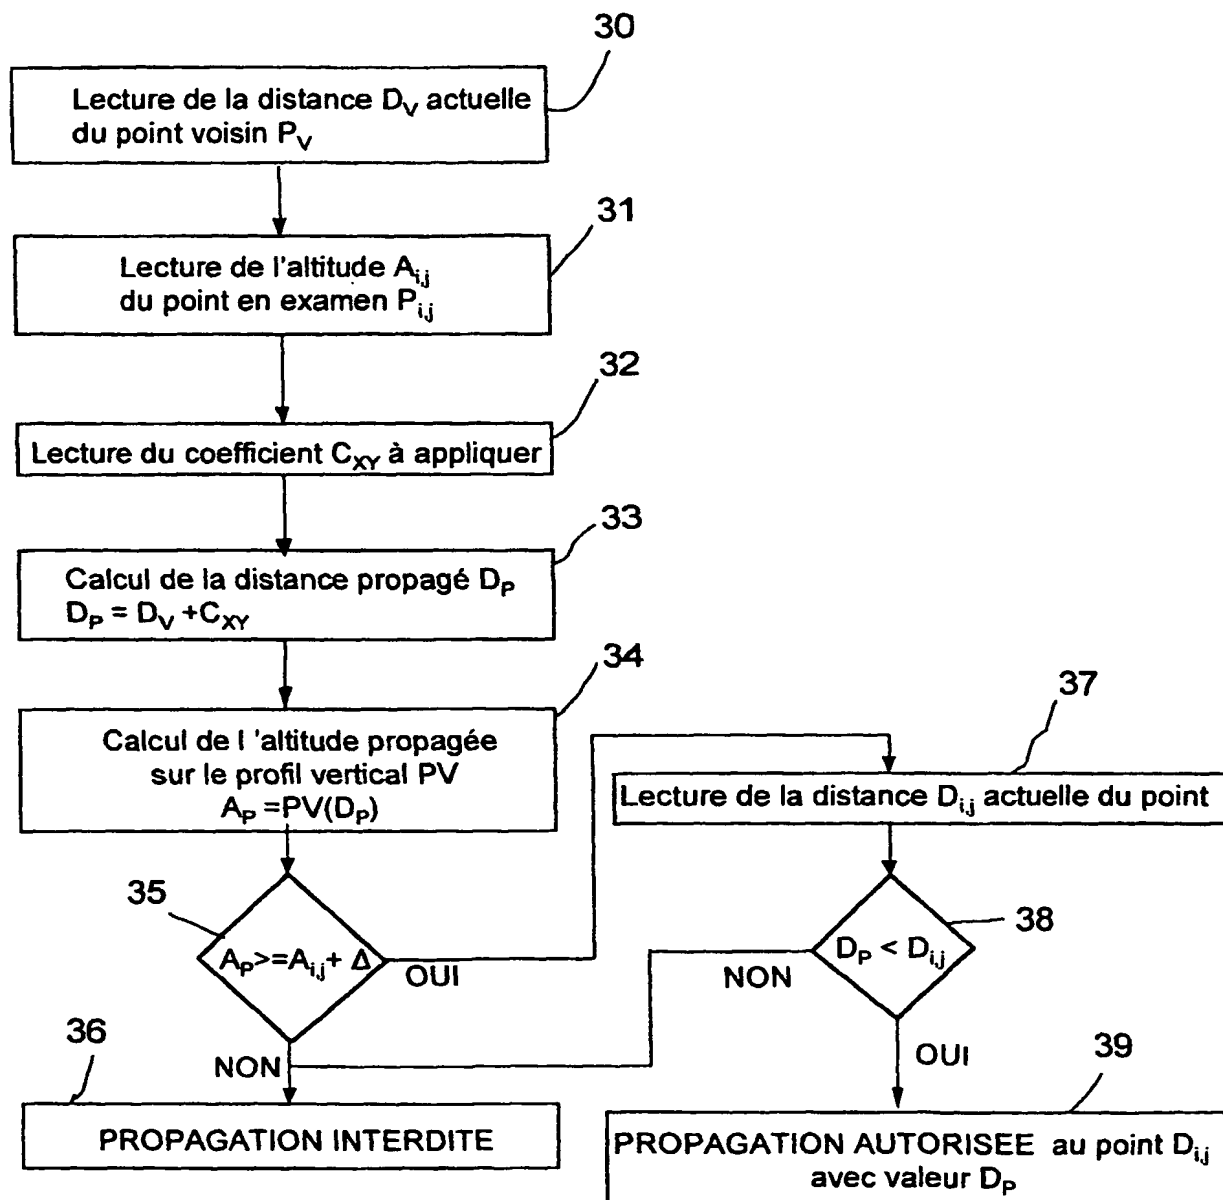 30
Lecture de la distance D_V actuelle
du point voisin P_V
31
Lecture de l'altitude A_i,j
du point en examen P_i,j
32
Lecture du coefficient C_XY à appliquer
33
Calcul de la distance propagé D_P
D_P = D_V +C_XY
34
Calcul de l 'altitude propagée
sur le profil vertical PV
A_P =PV(D_P)
37
Lecture de la distance D_i,j actuelle du point
35
A_P>=A_i,j+ Δ
OUI
38
D_P < D_i,j
NON
36
NON
OUI
39
PROPAGATION INTERDITE
PROPAGATION AUTORISEE au point D_i,j
avec valeur D_P